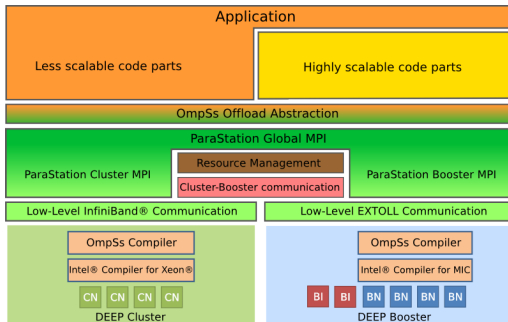 Application
Less scalable code parts
Highly scalable code parts
OmpSs Offload Abstraction
ParaStation Global MPI
Resource Management
ParaStation Cluster MPI
ParaStation Booster MPI
Cluster-Booster communication
Low-Level InfiniBand® Communication
Low-Level EXTOLL Communication
OmpSs Compiler
OmpSs Compiler
Intel® Compiler for Xeon®
Intel® Compiler for MIC
CN CN CN CN
BI BI BN BN BN BN
DEEP Cluster
DEEP Booster